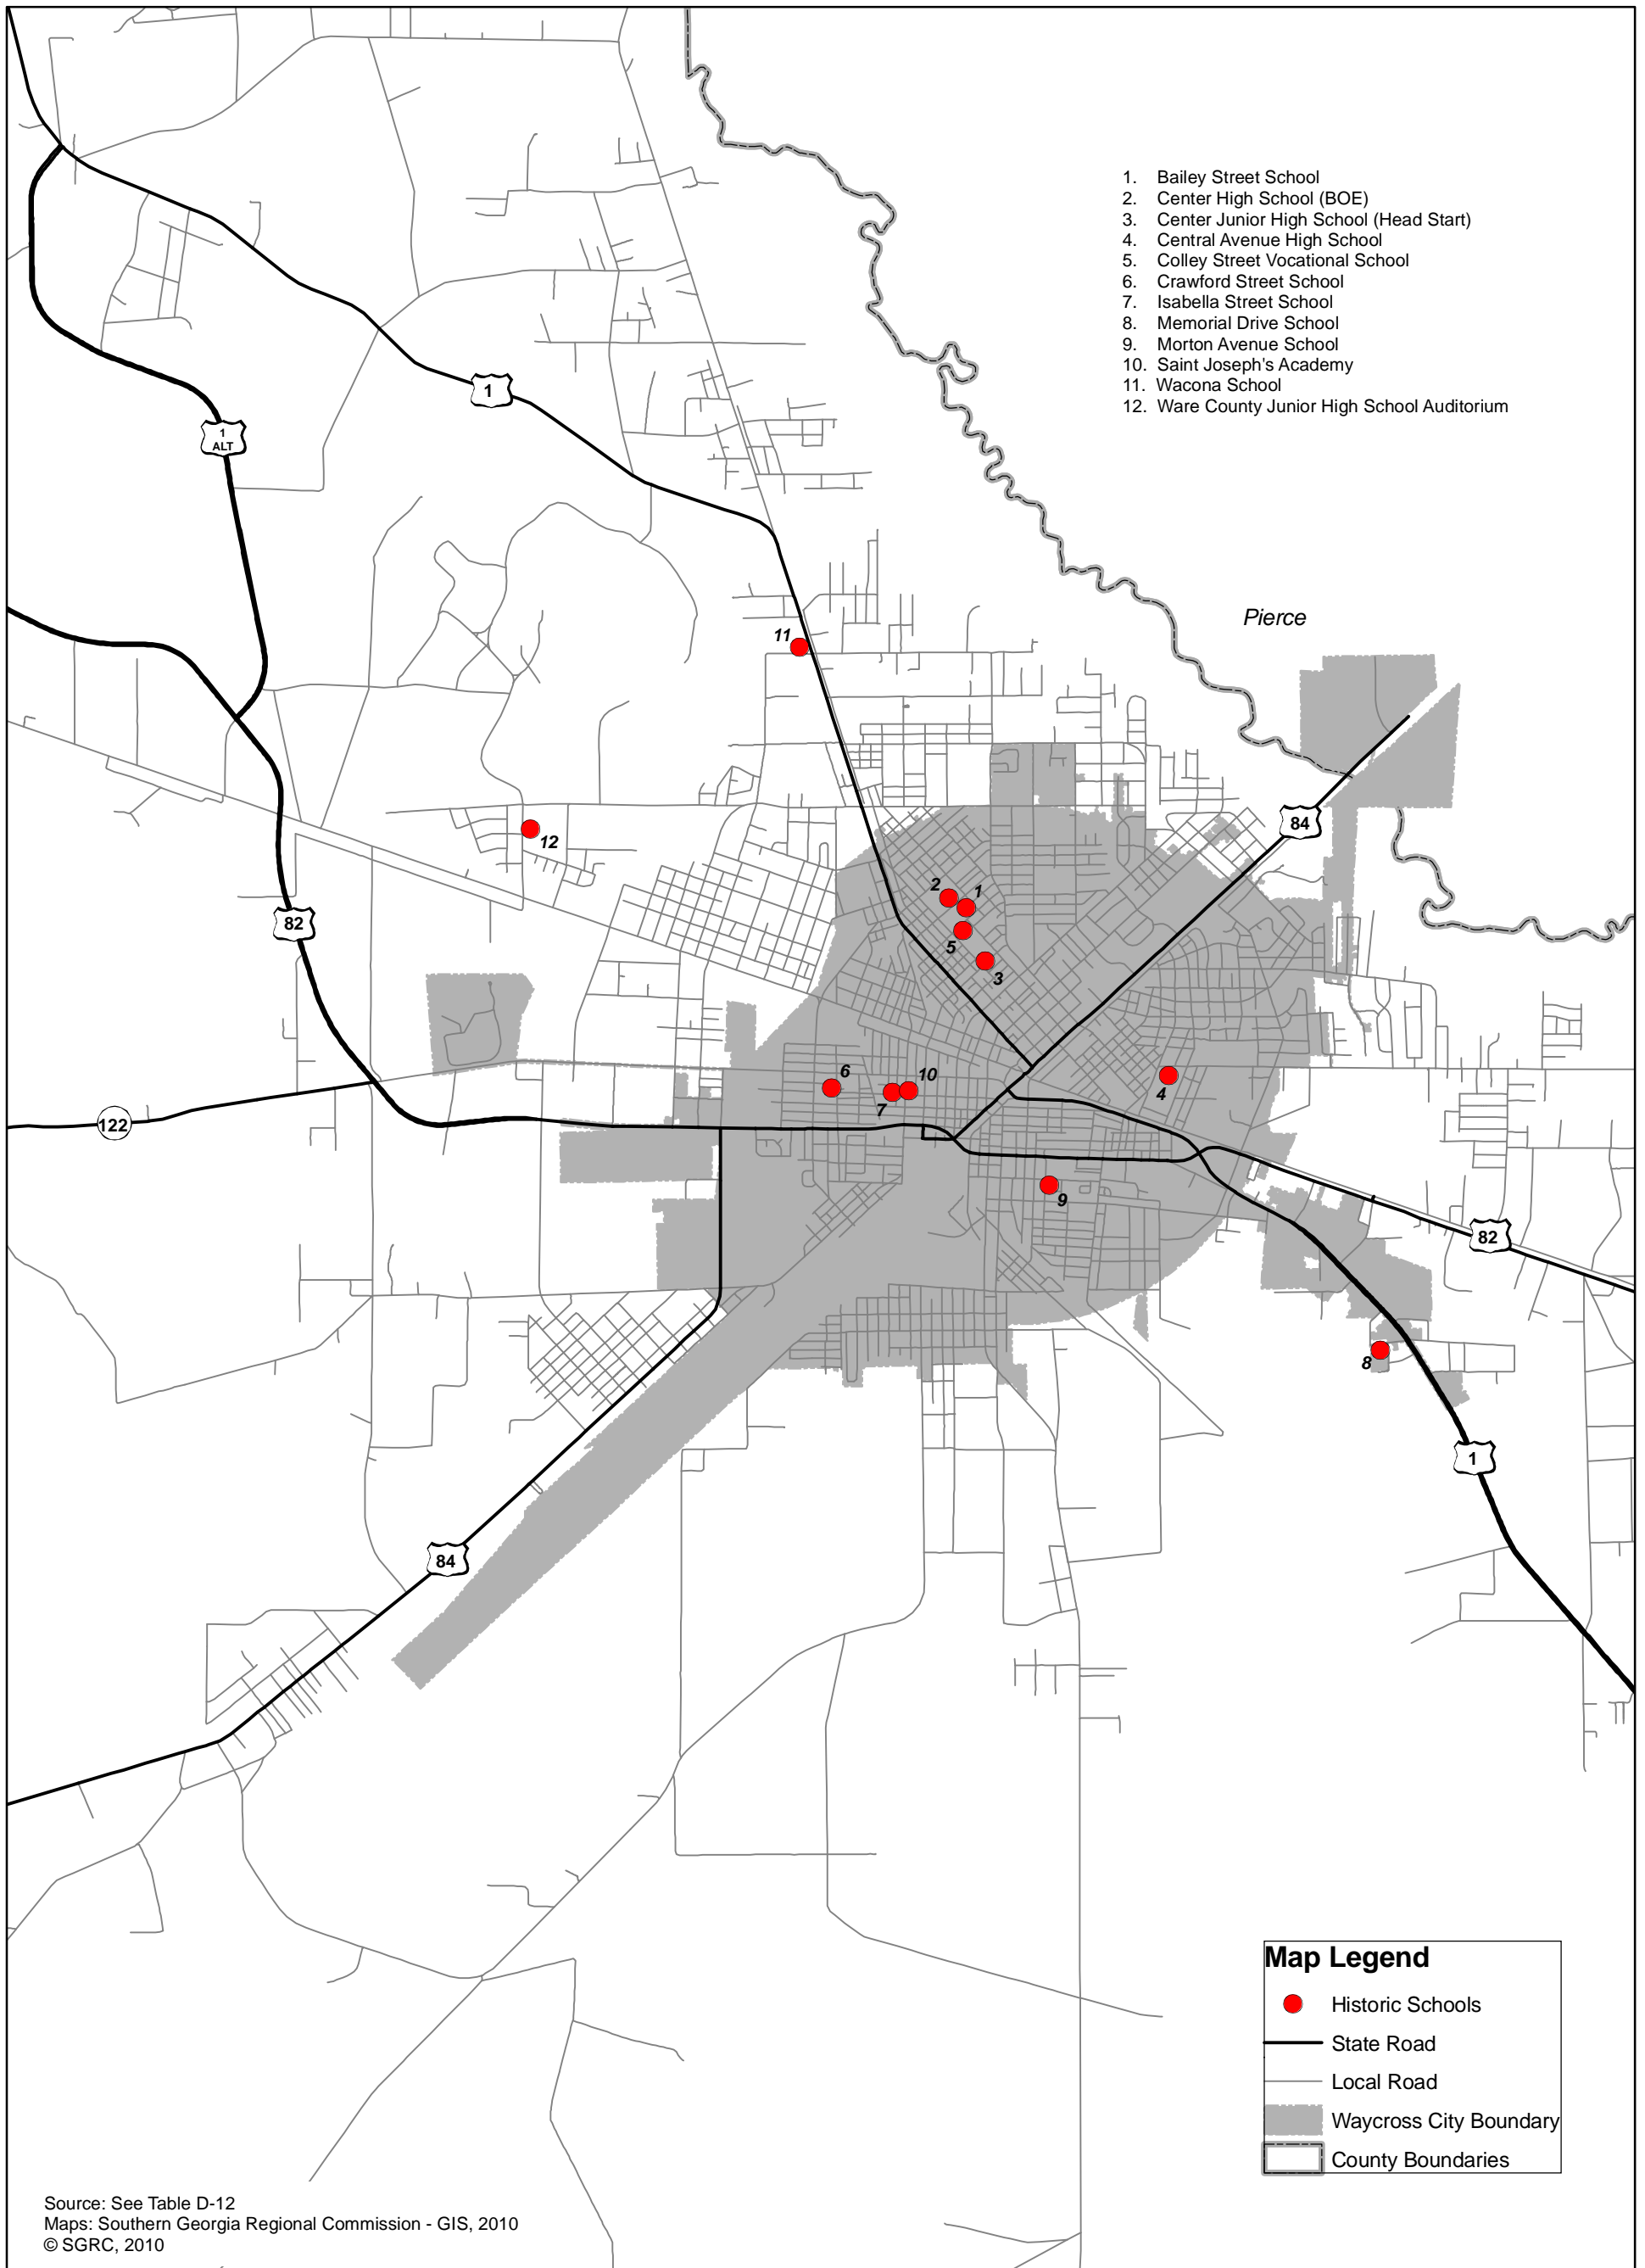 1. Bailey Street School
2. Center High School (BOE)
3. Center Junior High School (Head Start)
4. Central Avenue High School
5. Colley Street Vocational School
6. Crawford Street School
7. Isabella Street School
8. Memorial Drive School
9. Morton Avenue School
10. Saint Joseph's Academy
11. Wacona School
12. Ware County Junior High School Auditorium
1
1
ALT
Pierce
11
84
12
2
1
82
5
3
6
10
4
7
122
9
82
8
1
84
Map Legend
Historic Schools
State Road
Local Road
Waycross City Boundary
County Boundaries
Source: See Table D-12
Maps: Southern Georgia Regional Commission - GIS, 2010
© SGRC, 2010